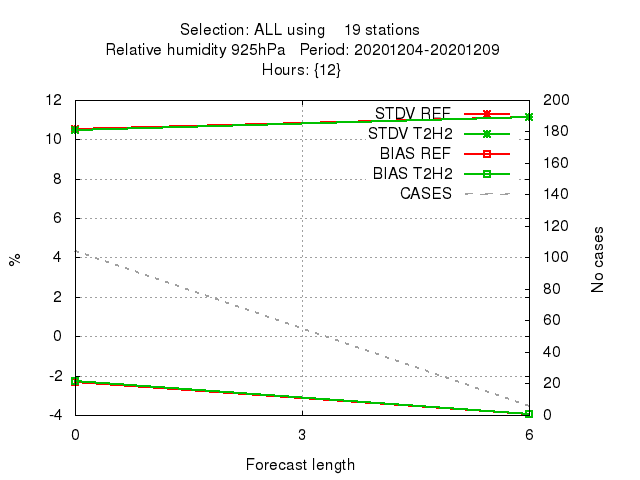 Selection: ALL using 19 stations
Relative humidity 925hPa Period: 20201204-20201209
Hours: {12}
12 200
10 180
8 160
6 140
4 120
2 100
0 80
-2 60
-4 40
20
0
STDV REF
STDV T2H2
BIAS REF
BIAS T2H2
CASES
%
No cases
0 3 6
Forecast length